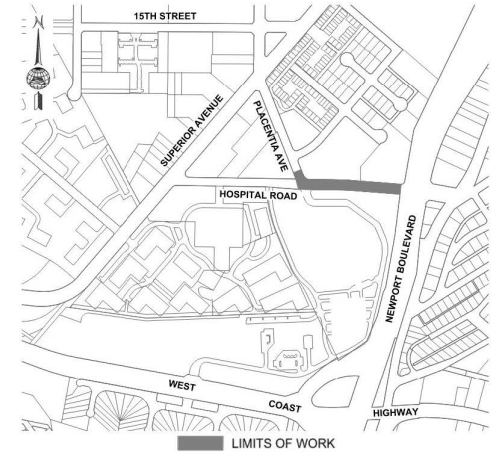 N
15TH STREET
SUPERIOR AVENUE
PLACENTIA AVE
HOSPITAL ROAD
NEWPORT BOULEVARD
WEST COAST HIGHWAY
LIMITS OF WORK